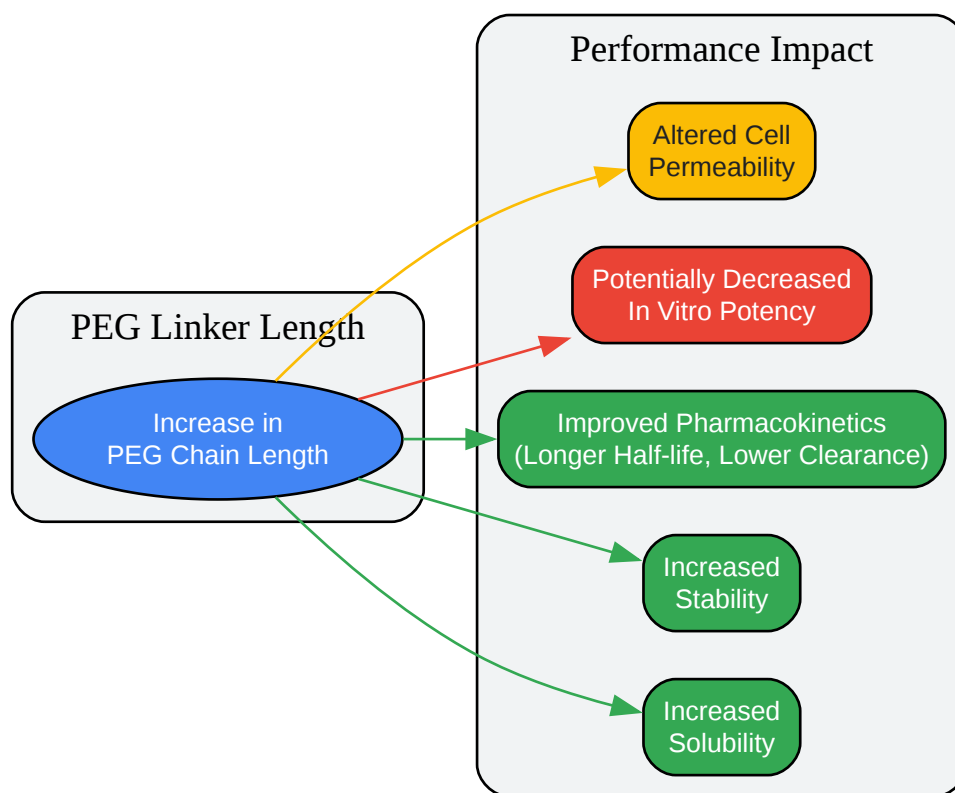 Performance Impact
Altered Cell
Permeability
Potentially Decreased
In Vitro Potency
PEG Linker Length
Increase in
PEG Chain Length
Improved Pharmacokinetics
(Longer Half-life, Lower Clearance)
Increased
Stability
Increased
Solubility